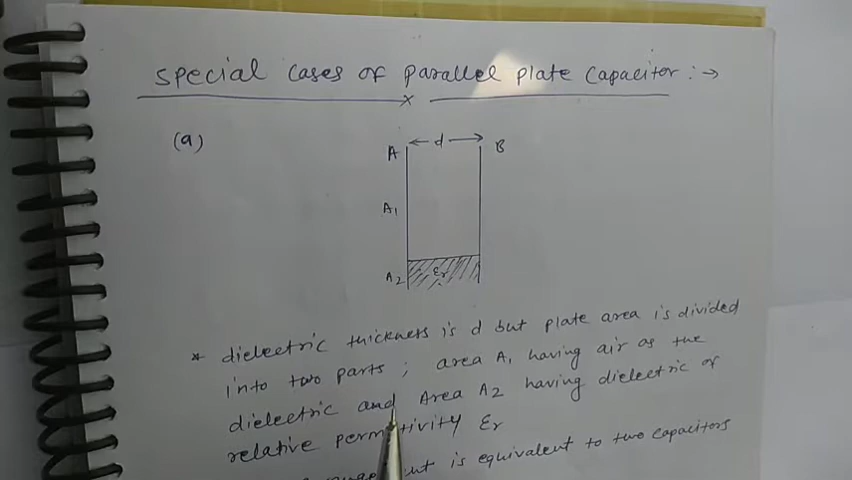 special cases of parallel plate capacitor : →
(a)
A ← d → B
A1
A2 εr
* dielectric thickness is d but plate area is divided
into two parts ; area A1 having air as the
dielectric and Area A2 having dielectric of
relative permittivity εr
is equivalent to two capacitors